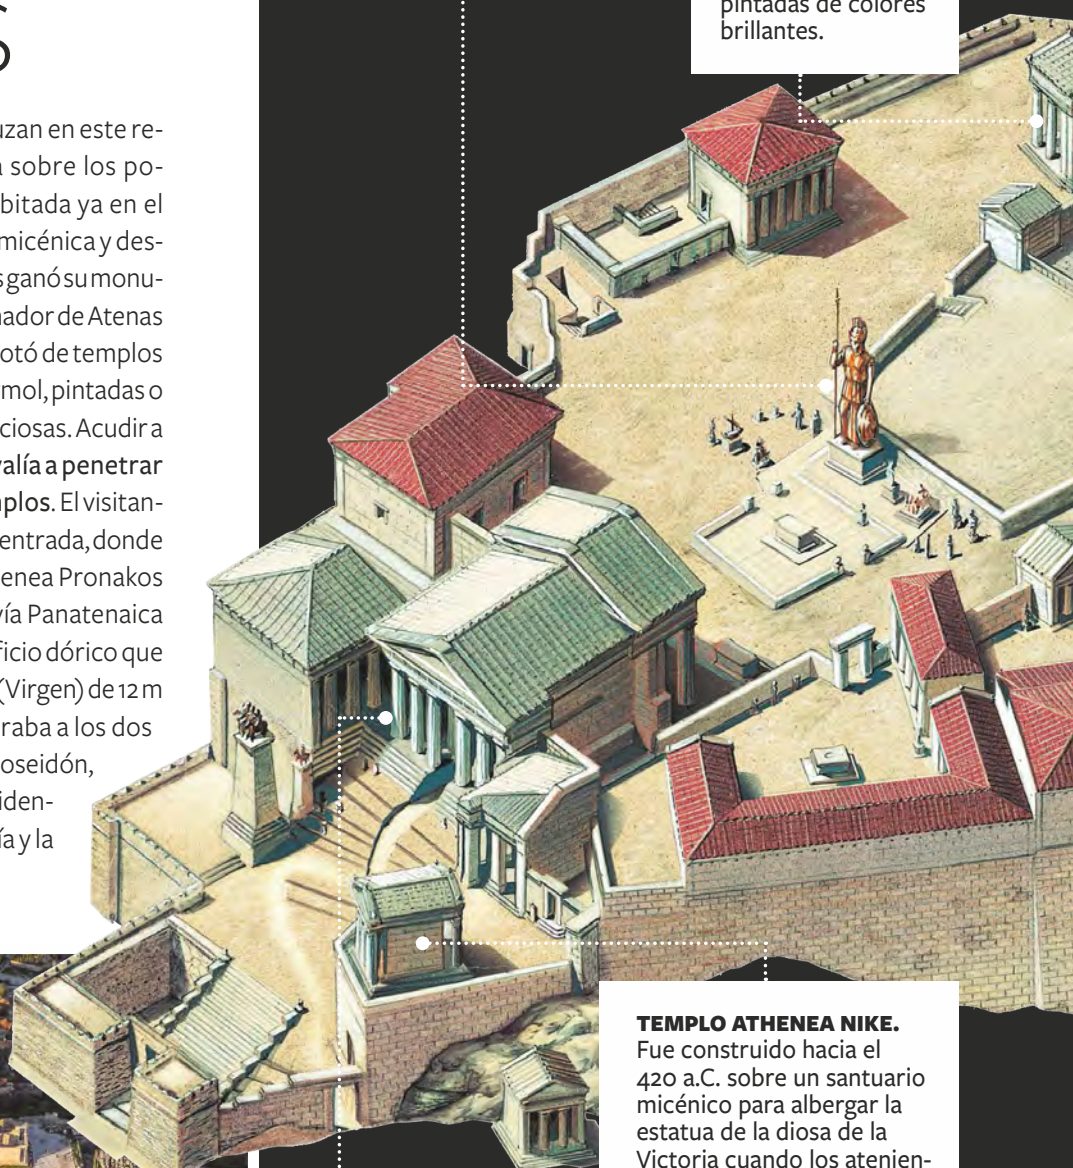 S
uzan en este re-
a sobre los po-
bitada ya en el
micénica y des-
s ganó su monu-
nador de Atenas
otó de templos
mol, pintadas o
ciosas. Acudir a
valía a penetrar
nplos. El visitan-
entrada, donde
enea Pronakos
vía Panatenaica
ficio dórico que
(Virgen) de 12 m
raba a los dos
oseidón,
iden-
ía y la
pintadas de colores
brillantes.
TEMPLO ATHENEA NIKE.
Fue construido hacia el
420 a.C. sobre un santuario
micénico para albergar la
estatua de la diosa de la
Victoria cuando los atenien-